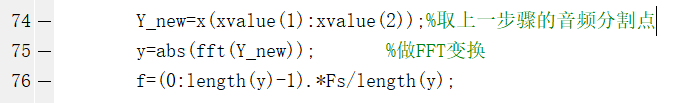 74 — Y_new=x(xvalue(1):xvalue(2));%取上一步骤的音频分割点
75 — y=abs(fft(Y_new)); %做FFT变换
76 — f=(0:length(y)-1).*Fs/length(y);